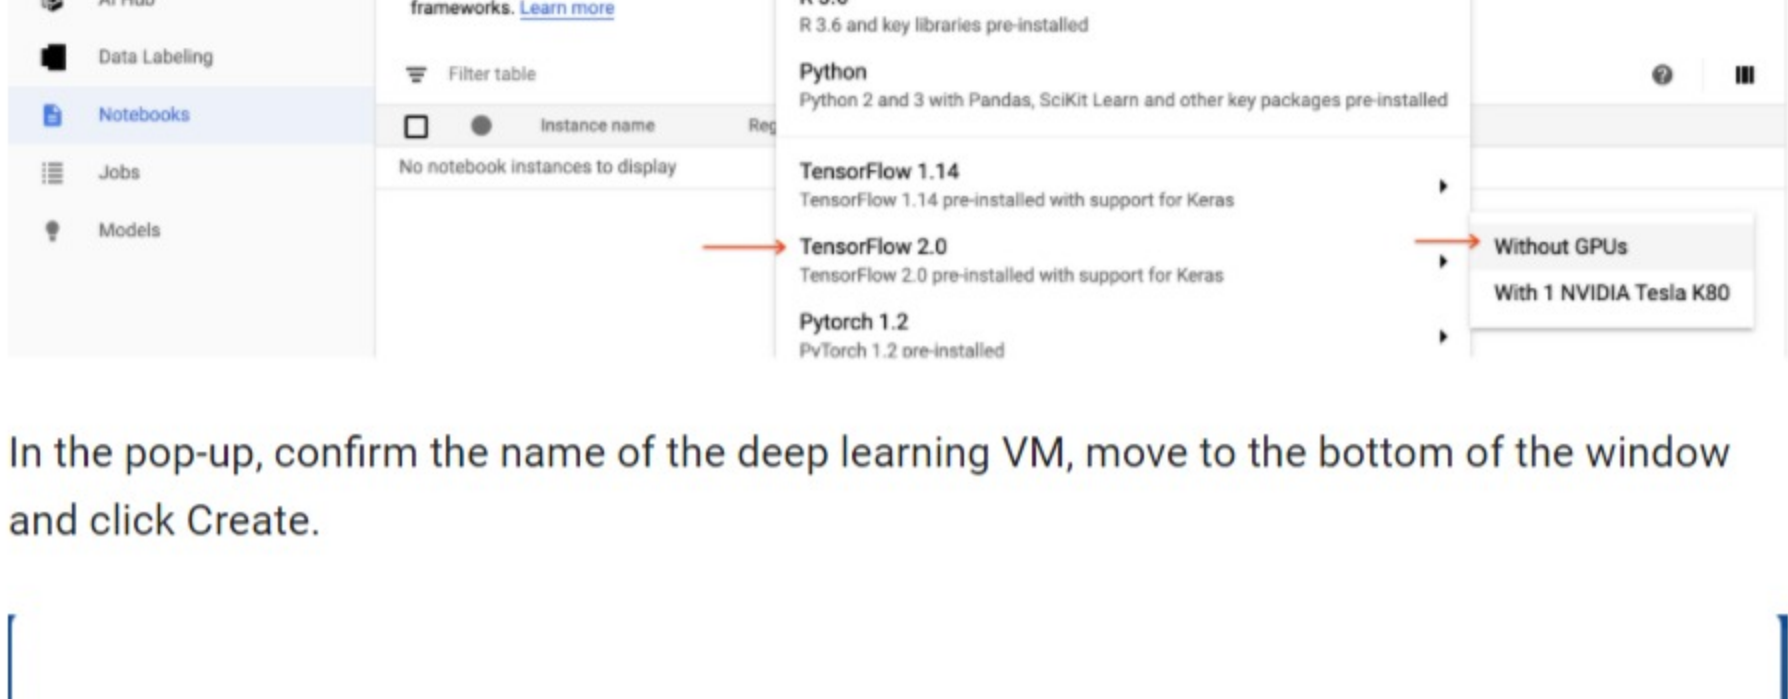 AI Hub
frameworks. Learn more
R 3.6
R 3.6 and key libraries pre-installed
Data Labeling
Filter table
Python
Python 2 and 3 with Pandas, SciKit Learn and other key packages pre-installed
Notebooks
Instance name
Reg
No notebook instances to display
Jobs
TensorFlow 1.14
TensorFlow 1.14 pre-installed with support for Keras
Models
TensorFlow 2.0
TensorFlow 2.0 pre-installed with support for Keras
Without GPUs
With 1 NVIDIA Tesla K80
Pytorch 1.2
PyTorch 1.2 pre-installed
In the pop-up, confirm the name of the deep learning VM, move to the bottom of the window
and click Create.